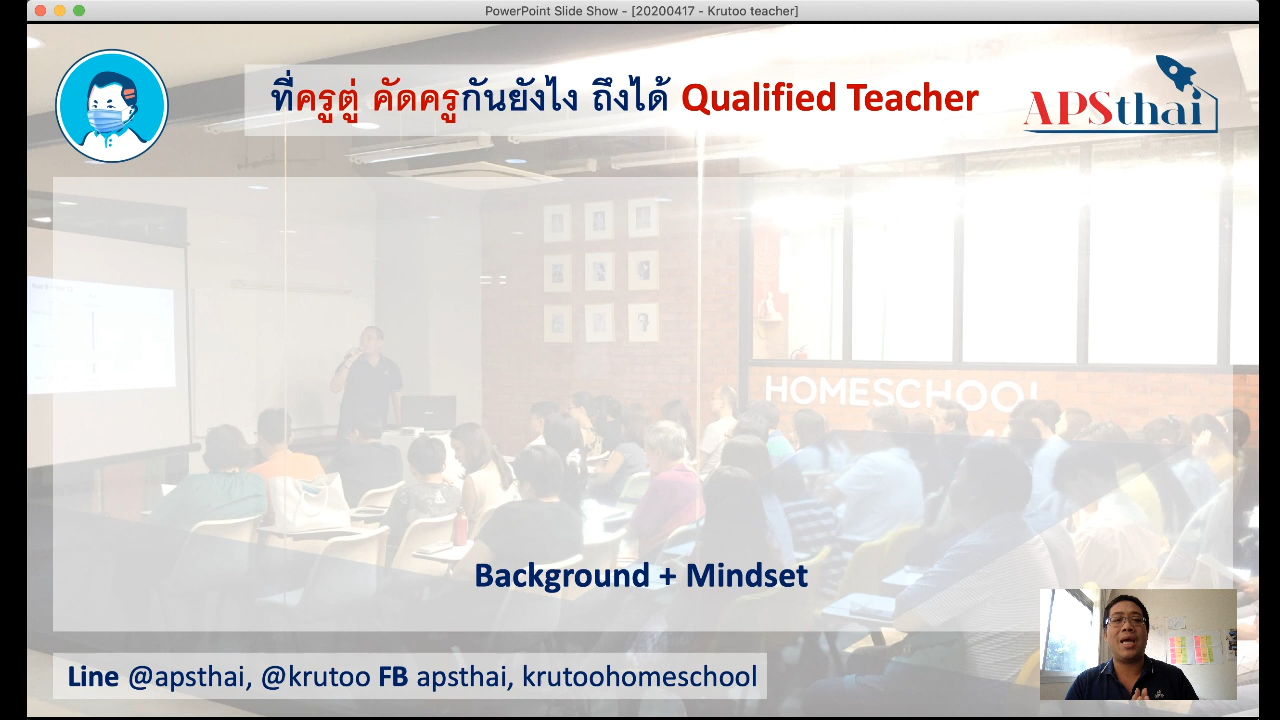 PowerPoint Slide Show - [20200417 - Krutoo teacher]
ที่ครูตู่ คัดครูกันยังไง ถึงได้ Qualified Teacher
APSthai
HOMESCHOOL
Background + Mindset
Line @apsthai, @krutoo FB apsthai, krutoohomeschool